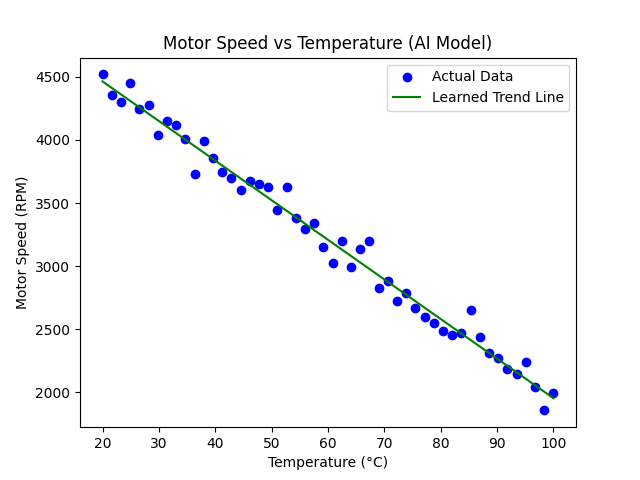 Motor Speed vs Temperature (AI Model)
Actual Data
Learned Trend Line
Motor Speed (RPM)
4500
4000
3500
3000
2500
2000
20 30 40 50 60 70 80 90 100
Temperature (°C)